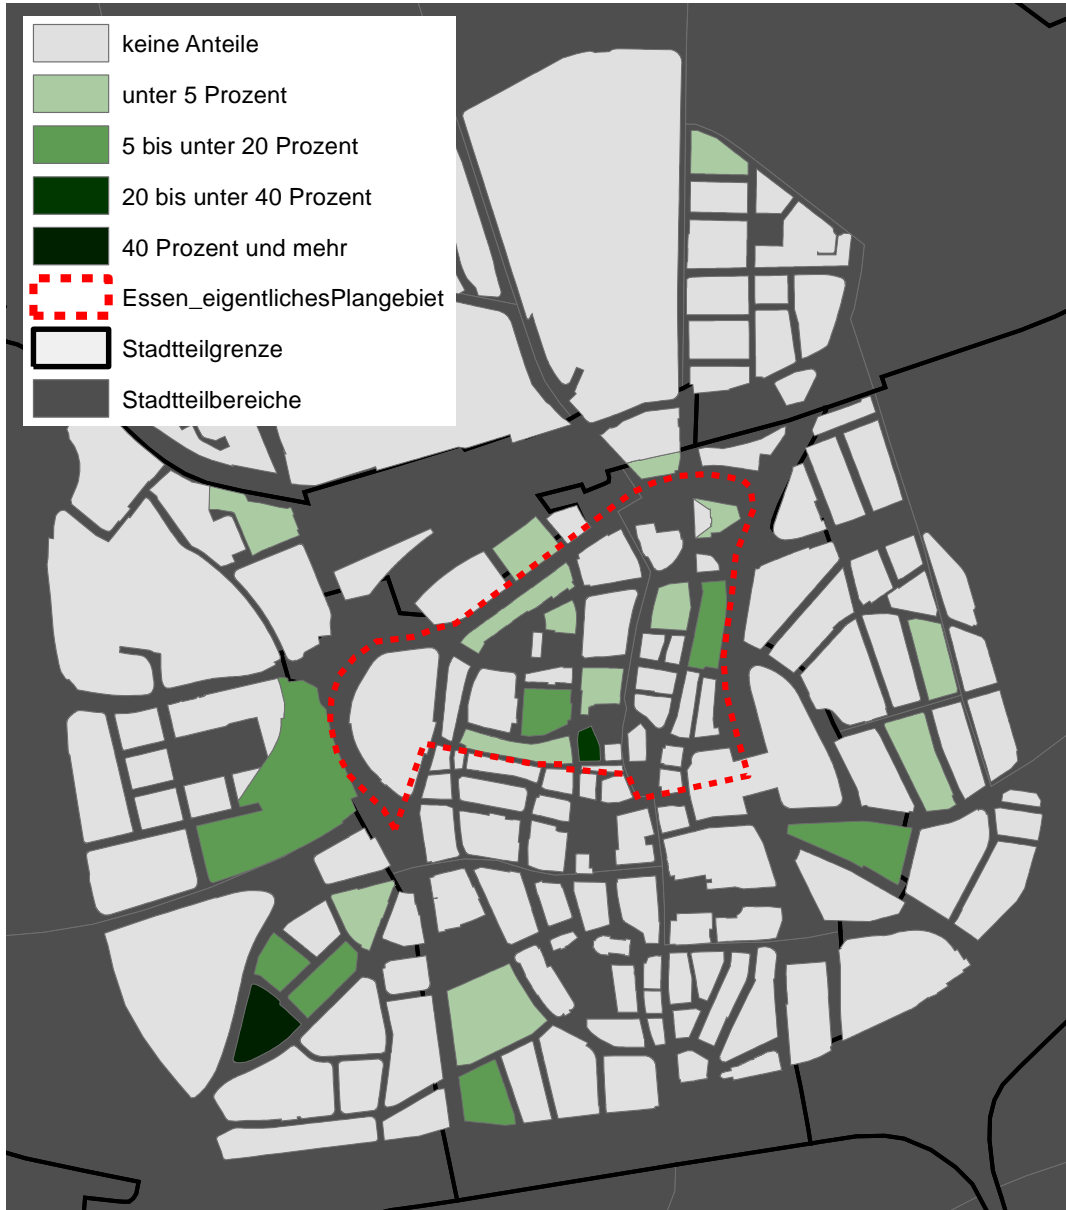 keine Anteile
unter 5 Prozent
5 bis unter 20 Prozent
20 bis unter 40 Prozent
40 Prozent und mehr
Essen_eigentlichesPlangebiet
Stadtteilgrenze
Stadtteilbereiche